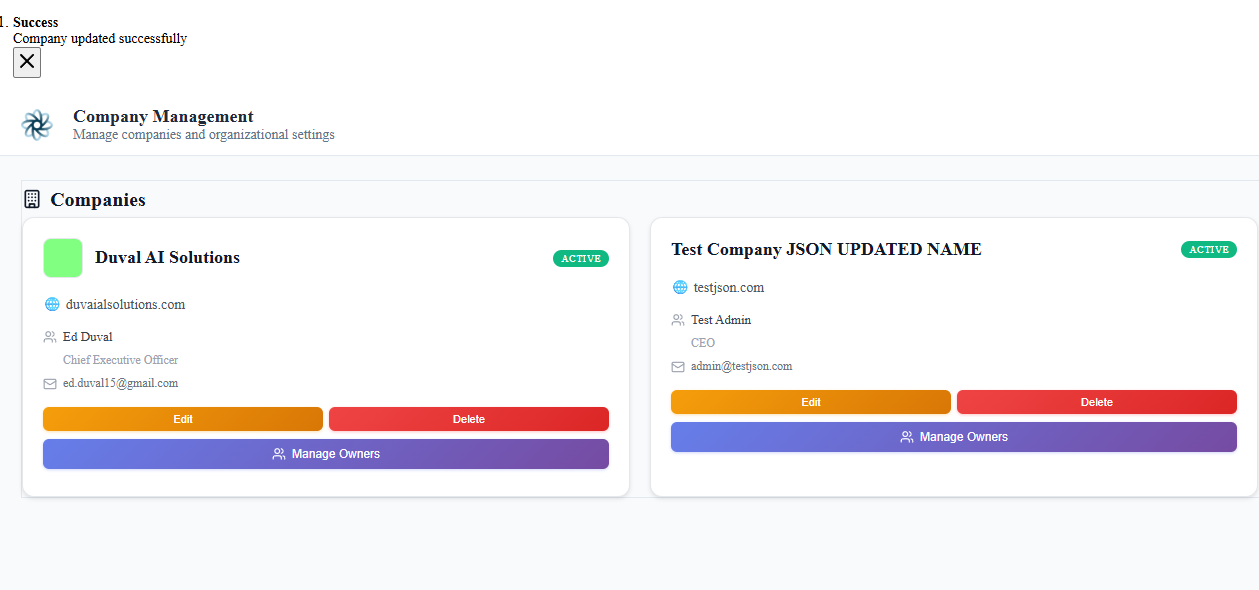 1. Success
Company updated successfully
Company Management
Manage companies and organizational settings
Companies
Duval AI Solutions
ACTIVE
duvaialsolutions.com
Ed Duval
Chief Executive Officer
ed.duval15@gmail.com
Edit
Delete
Manage Owners
Test Company JSON UPDATED NAME
ACTIVE
testjson.com
Test Admin
CEO
admin@testjson.com
Edit
Delete
Manage Owners